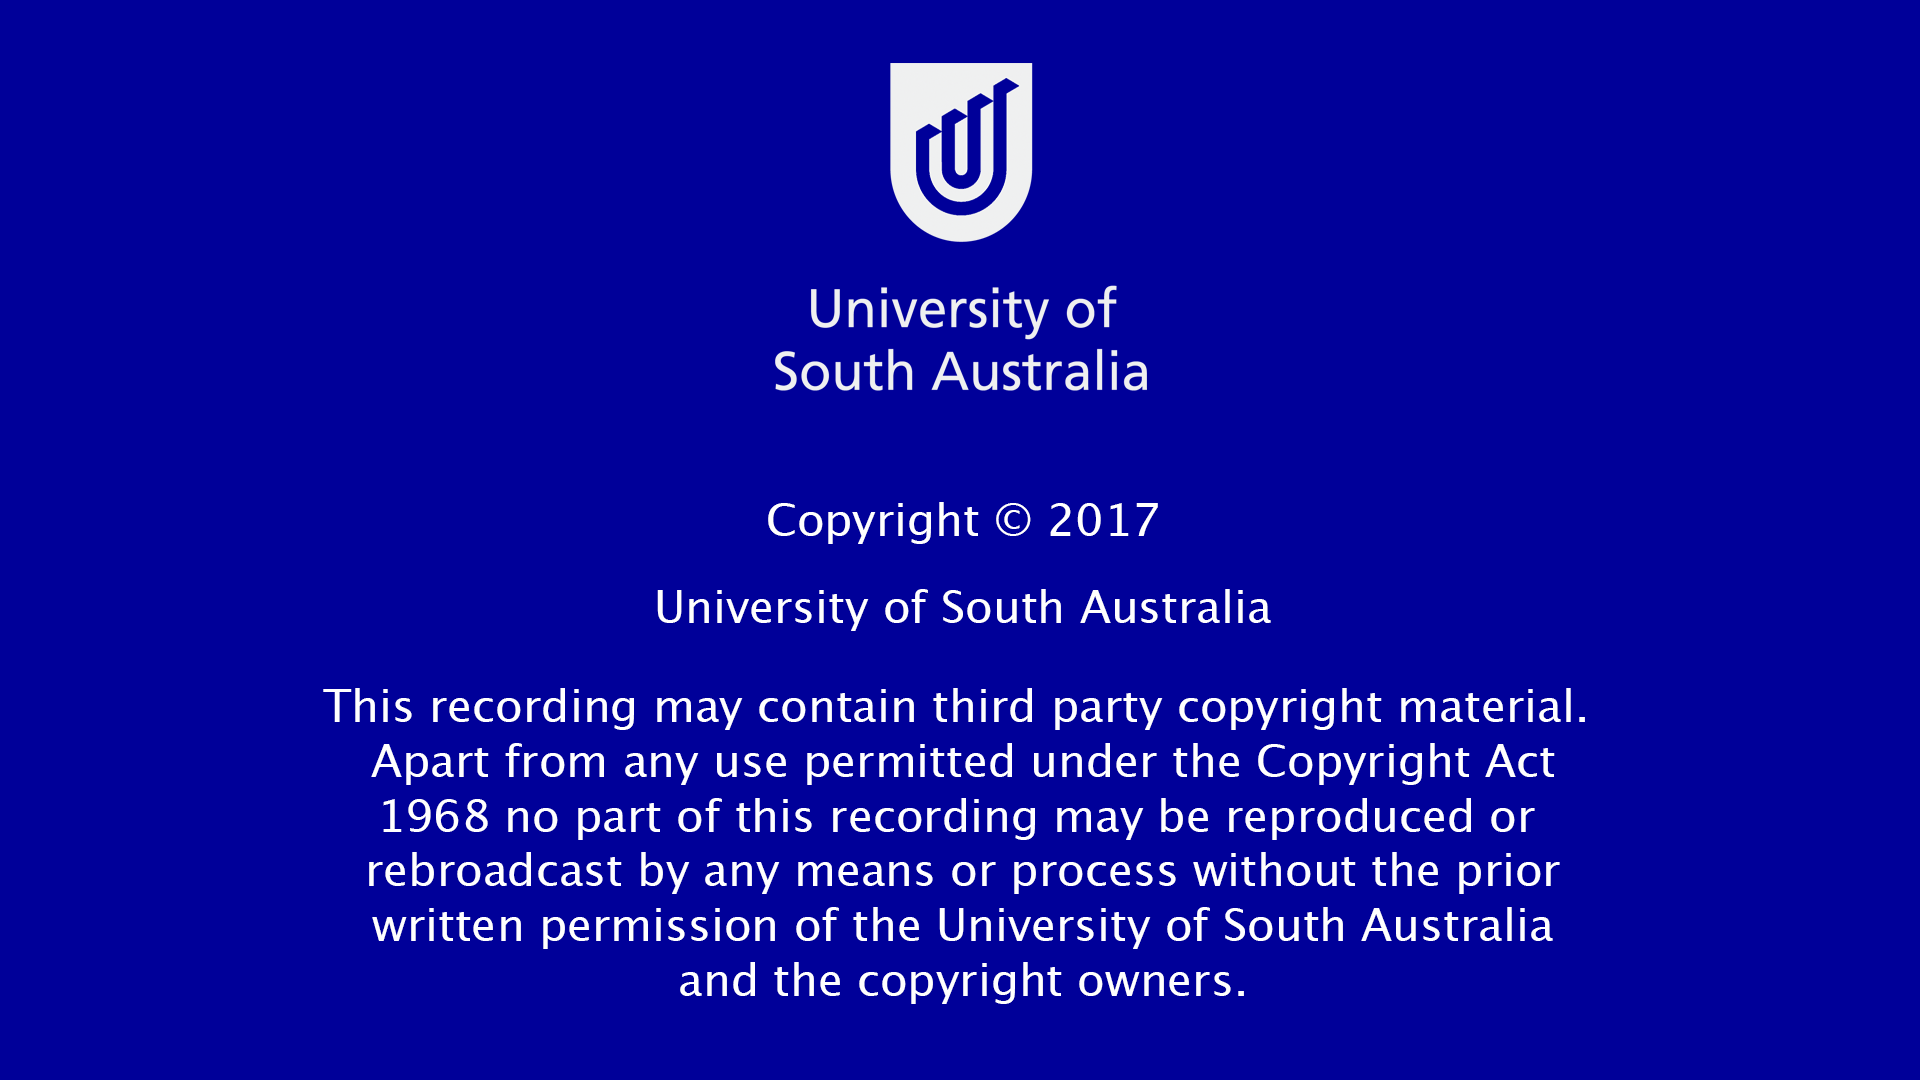 University of
South Australia
Copyright © 2017
University of South Australia
This recording may contain third party copyright material.
Apart from any use permitted under the Copyright Act
1968 no part of this recording may be reproduced or
rebroadcast by any means or process without the prior
written permission of the University of South Australia
and the copyright owners.